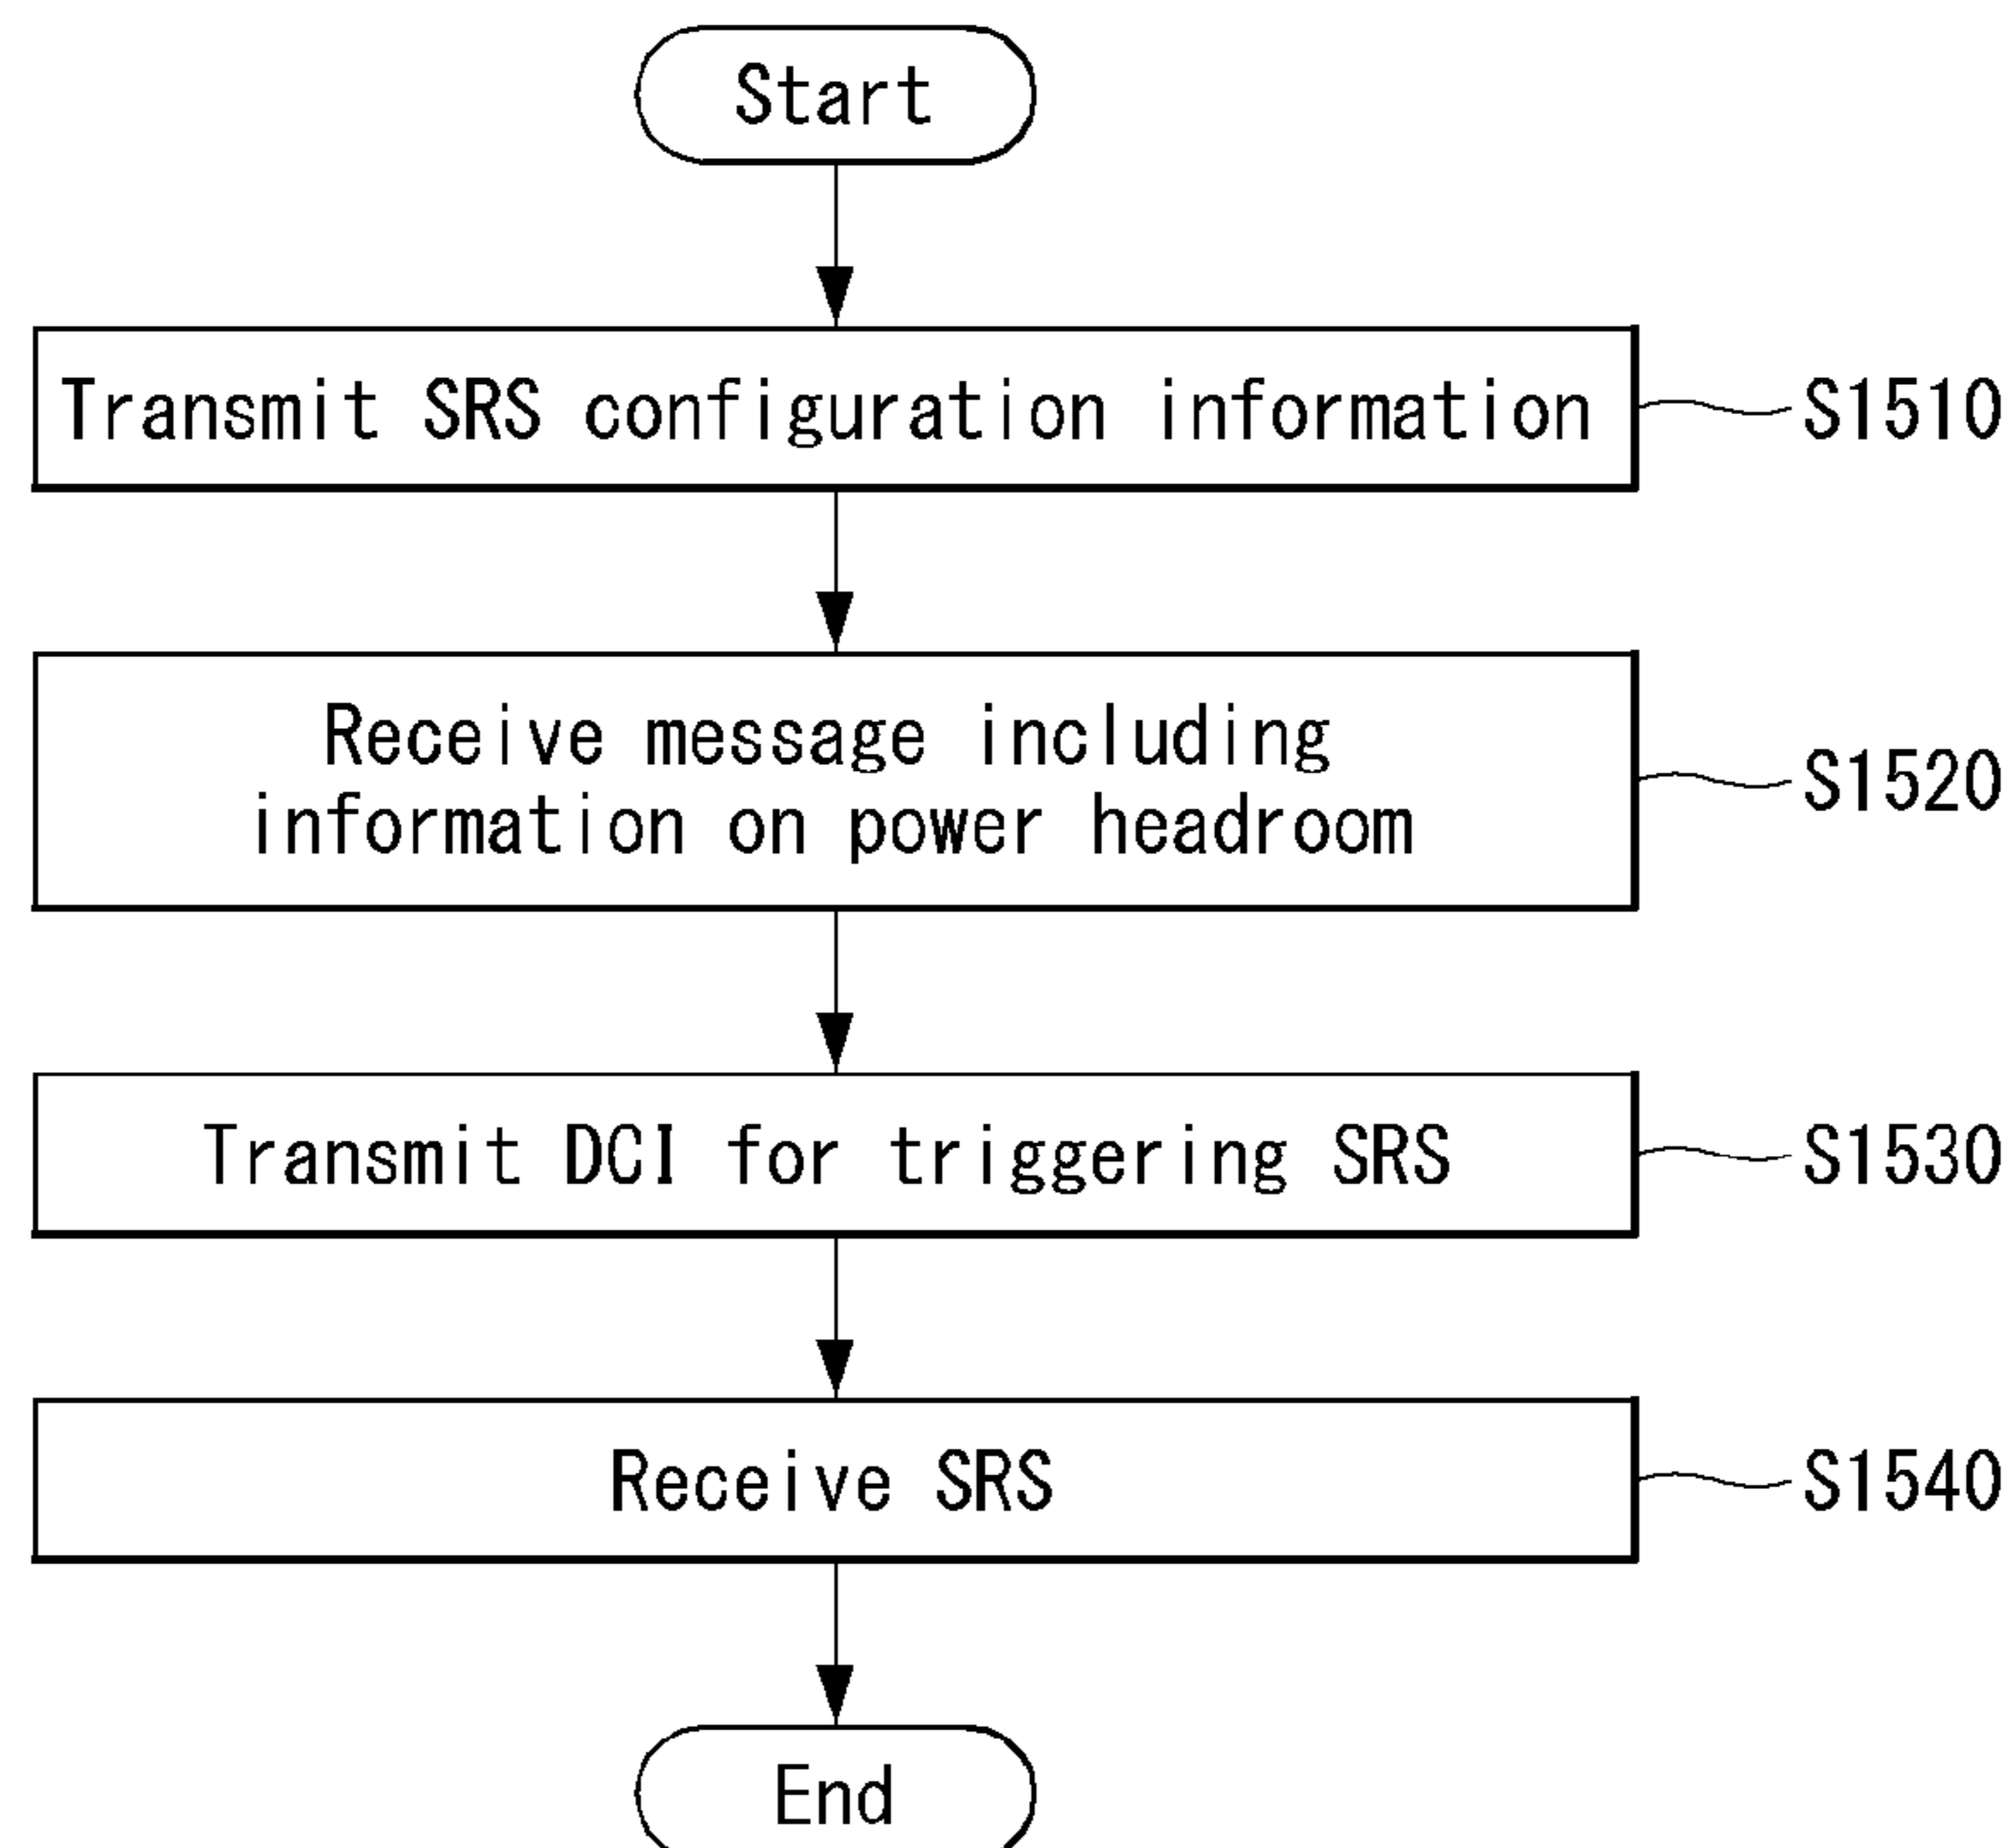 Start
Transmit SRS configuration information
S1510
Receive message including
information on power headroom
S1520
Transmit DCI for triggering SRS
S1530
Receive SRS
S1540
End